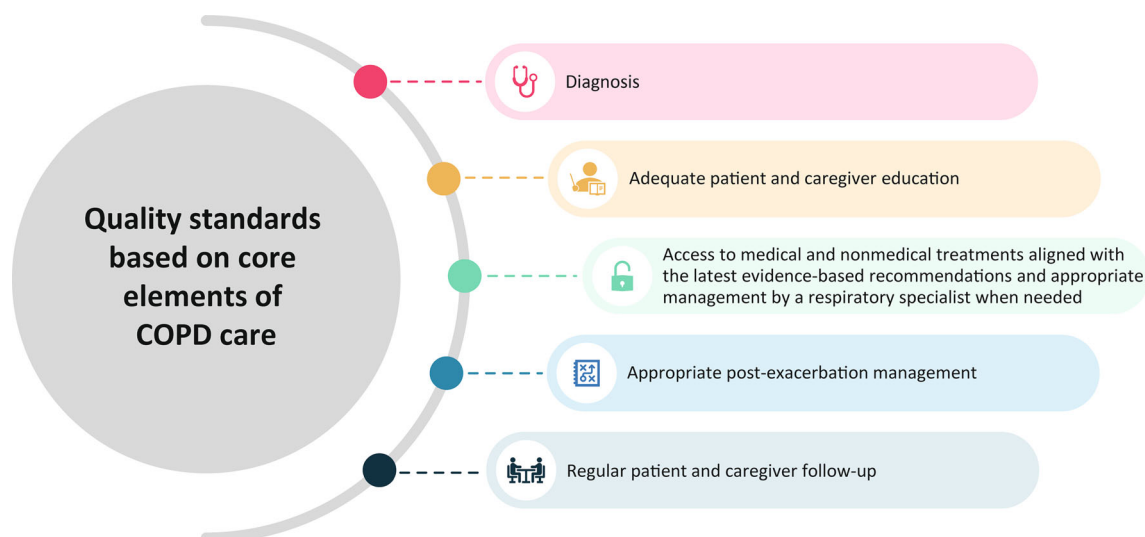 Quality standards
based on core
elements of
COPD care
Diagnosis
Adequate patient and caregiver education
Access to medical and nonmedical treatments aligned with
the latest evidence-based recommendations and appropriate
management by a respiratory specialist when needed
Appropriate post-exacerbation management
Regular patient and caregiver follow-up